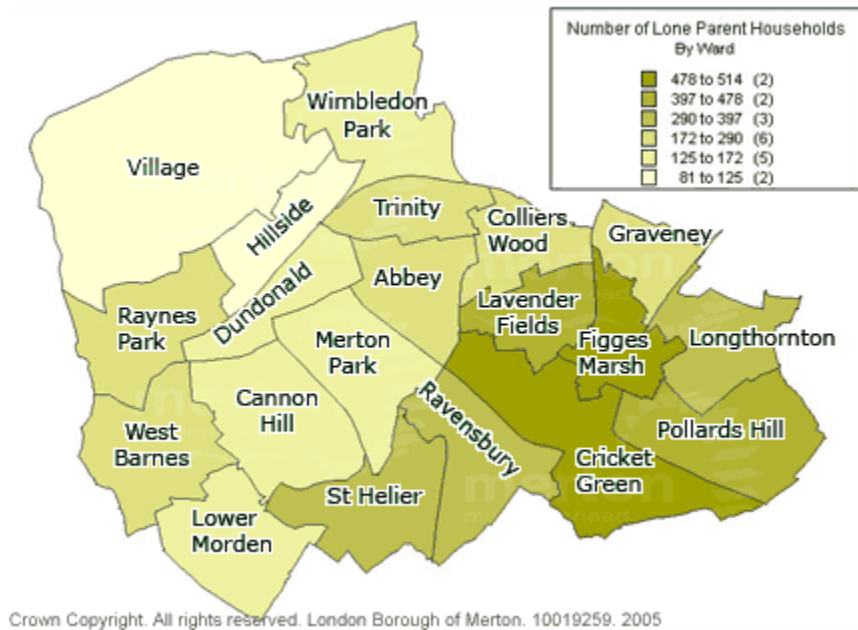 Number of Lone Parent Households
By Ward
478 to 514 (2)
397 to 478 (2)
290 to 397 (3)
172 to 290 (6)
125 to 172 (5)
81 to 125 (2)
Wimbledon
Park
Village
Hillside
Trinity
Colliers
Wood
Graveney
Dundonald
Abbey
Raynes
Park
Lavender
Fields
Figges
Marsh
Longthornton
Merton
Park
Cannon
Hill
Ravensbury
West
Barnes
Pollards Hill
Cricket
Green
St Helier
Lower
Morden
Crown Copyright. All rights reserved. London Borough of Merton. 10019259. 2005